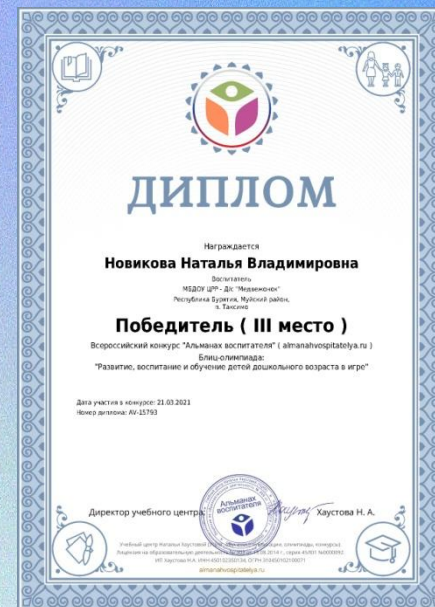 ДИПЛОМ
Награждается
Новикова Наталья Владимировна
Воспитатель
МБДОУ ЦРР - Д/с "Медвежонок"
Республика Бурятия, Муйский район,
п. Таксимо
Победитель ( III место )
Всероссийский конкурс "Альманах воспитателя" ( almanahvospitatelya.ru )
Блиц-олимпиада:
"Развитие, воспитание и обучение детей дошкольного возраста в игре"
Дата участия в конкурсе: 21.03.2021
Номер диплома: AV-15793
Альманах
воспитателя
Директор учебного центра:
Хаустова Н. А.
almanahvospitatelya.ru